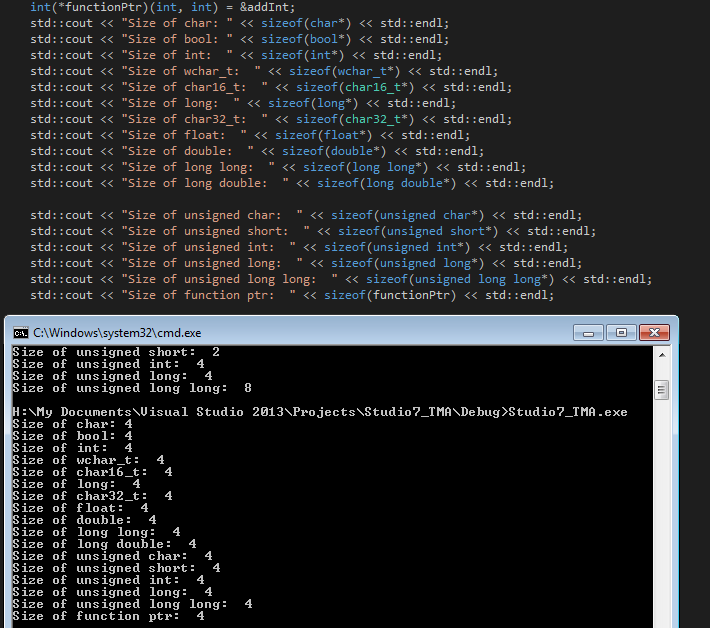 int(*functionPtr)(int, int) = &addInt;
std::cout << "Size of char: " << sizeof(char*) << std::endl;
std::cout << "Size of bool: " << sizeof(bool*) << std::endl;
std::cout << "Size of int:  " << sizeof(int*) << std::endl;
std::cout << "Size of wchar_t:  " << sizeof(wchar_t*) << std::endl;
std::cout << "Size of char16_t:  " << sizeof(char16_t*) << std::endl;
std::cout << "Size of long:  " << sizeof(long*) << std::endl;
std::cout << "Size of char32_t:  " << sizeof(char32_t*) << std::endl;
std::cout << "Size of float:  " << sizeof(float*) << std::endl;
std::cout << "Size of double:  " << sizeof(double*) << std::endl;
std::cout << "Size of long long:  " << sizeof(long long*) << std::endl;
std::cout << "Size of long double:  " << sizeof(long double*) << std::endl;
std::cout << "Size of unsigned char:  " << sizeof(unsigned char*) << std::endl;
std::cout << "Size of unsigned short:  " << sizeof(unsigned short*) << std::endl;
std::cout << "Size of unsigned int:  " << sizeof(unsigned int*) << std::endl;
std::cout << "Size of unsigned long:  " << sizeof(unsigned long*) << std::endl;
std::cout << "Size of unsigned long long:  " << sizeof(unsigned long long*) << std::endl;
std::cout << "Size of function ptr:  " << sizeof(functionPtr) << std::endl;
C:\Windows\system32\cmd.exe
Size of unsigned short:  2
Size of unsigned int:  4
Size of unsigned long:  4
Size of unsigned long long:  8
H:\My Documents\Visual Studio 2013\Projects\Studio7_TMA\Debug>Studio7_TMA.exe
Size of char: 4
Size of bool: 4
Size of int:  4
Size of wchar_t:  4
Size of char16_t:  4
Size of long:  4
Size of char32_t:  4
Size of float:  4
Size of double:  4
Size of long long:  4
Size of long double:  4
Size of unsigned char:  4
Size of unsigned short:  4
Size of unsigned int:  4
Size of unsigned long:  4
Size of unsigned long long:  4
Size of function ptr:  4